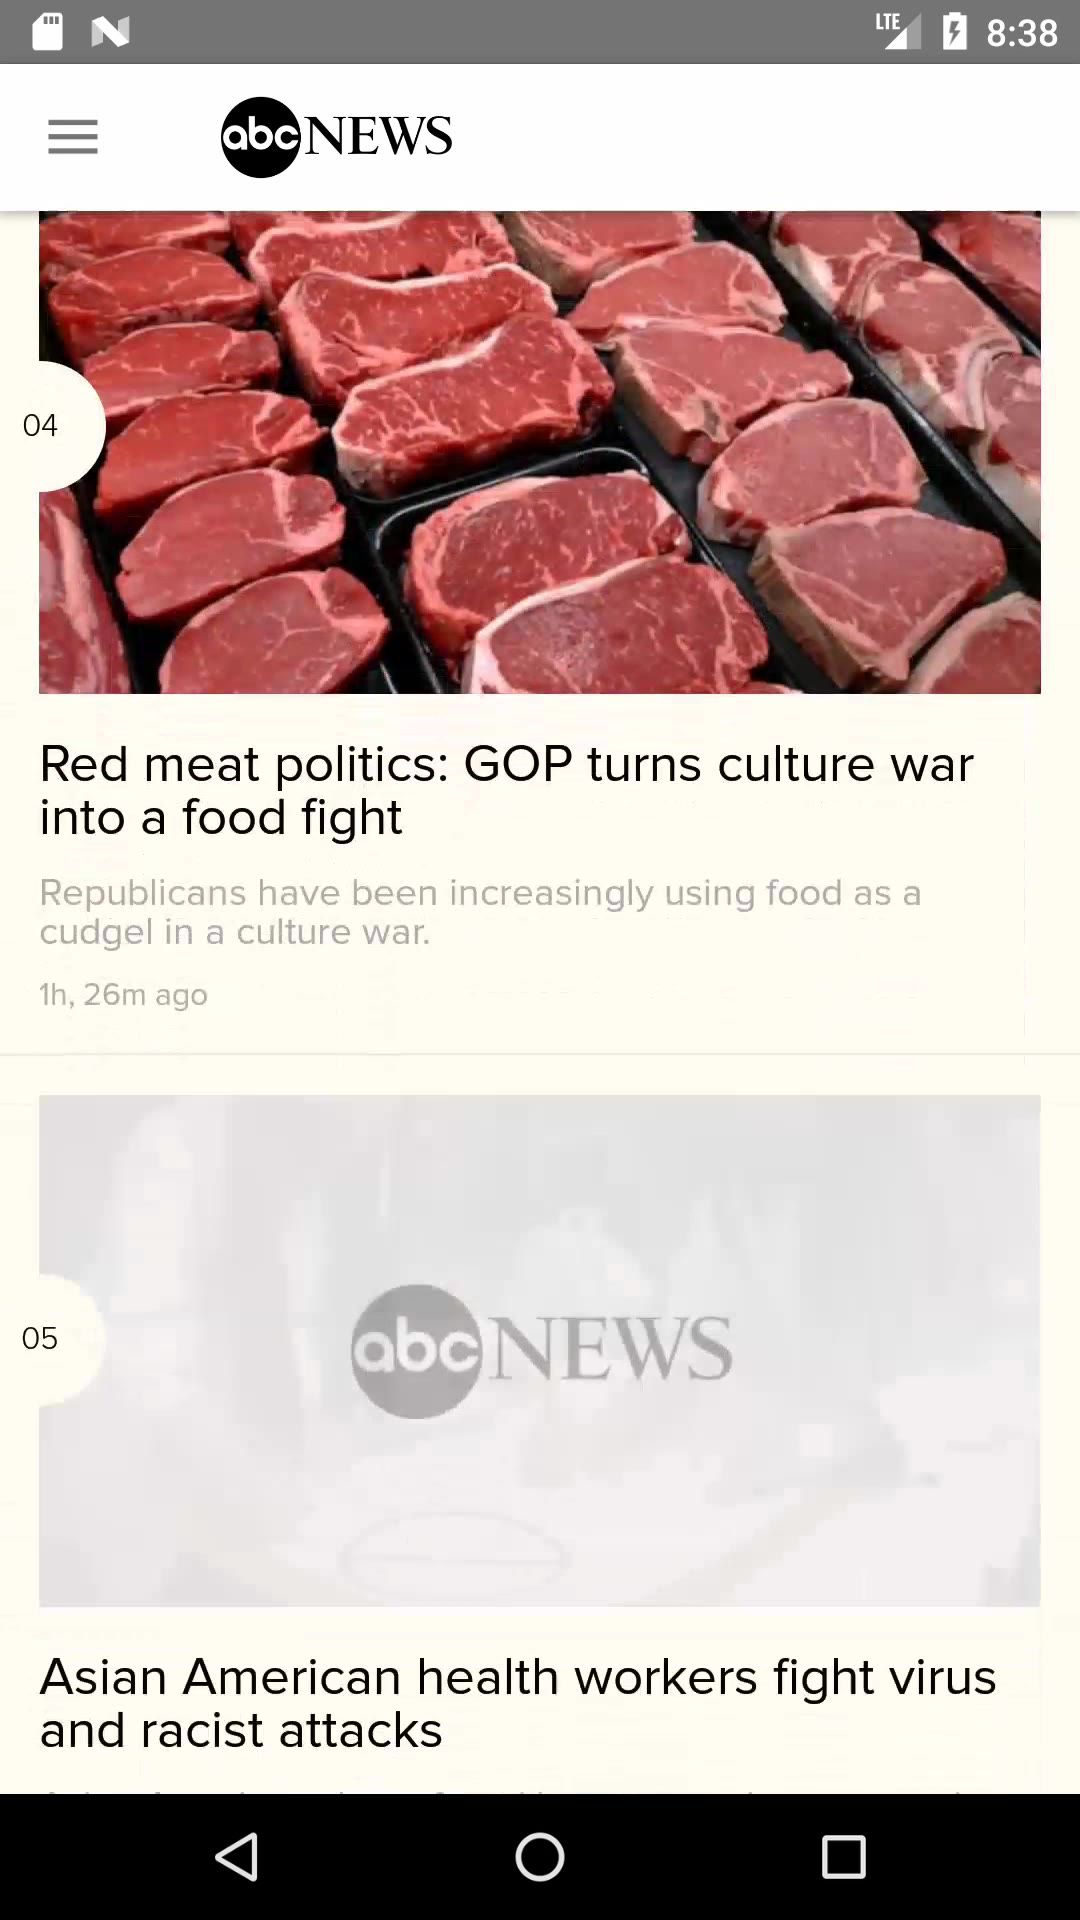 LTE 8:38
abc NEWS
04
Red meat politics: GOP turns culture war
into a food fight
Republicans have been increasingly using food as a
cudgel in a culture war.
1h, 26m ago
abc NEWS
05
Asian American health workers fight virus
and racist attacks